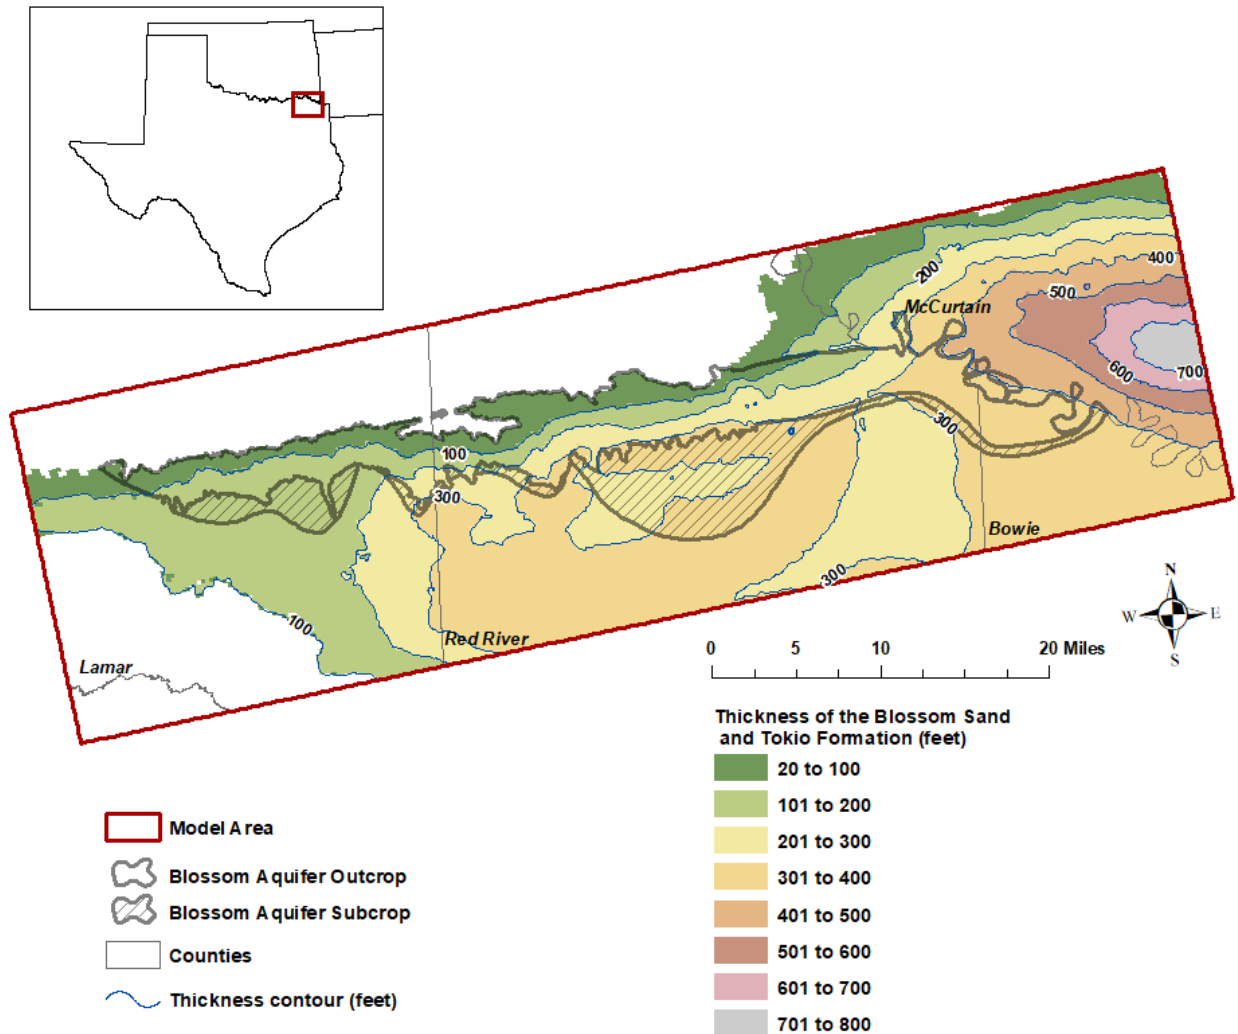 400
500
200
McCurtain
600
700
300
100
300
Bowie
300
100
Red River
Lamar
N
W E
S
0 5 10 20 Miles
Thickness of the Blossom Sand
and Tokio Formation (feet)
20 to 100
101 to 200
201 to 300
301 to 400
401 to 500
501 to 600
601 to 700
701 to 800
Model Area
Blossom Aquifer Outcrop
Blossom Aquifer Subcrop
Counties
Thickness contour (feet)